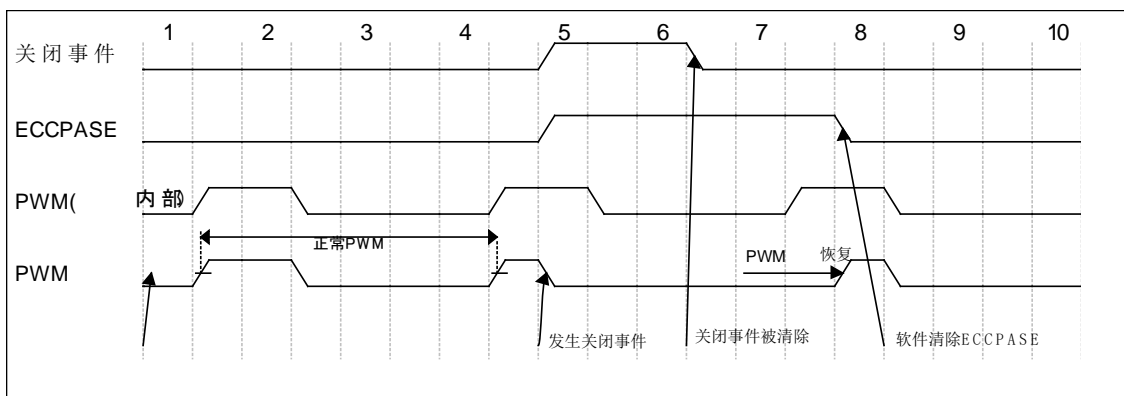 1 2 3 4 5 6 7 8 9 10
关闭事件
ECCPASE
PWM( 内部)
正常PWM
PWM
PWM 恢复
发生关闭事件
关闭事件被清除
软件清除ECCPASE